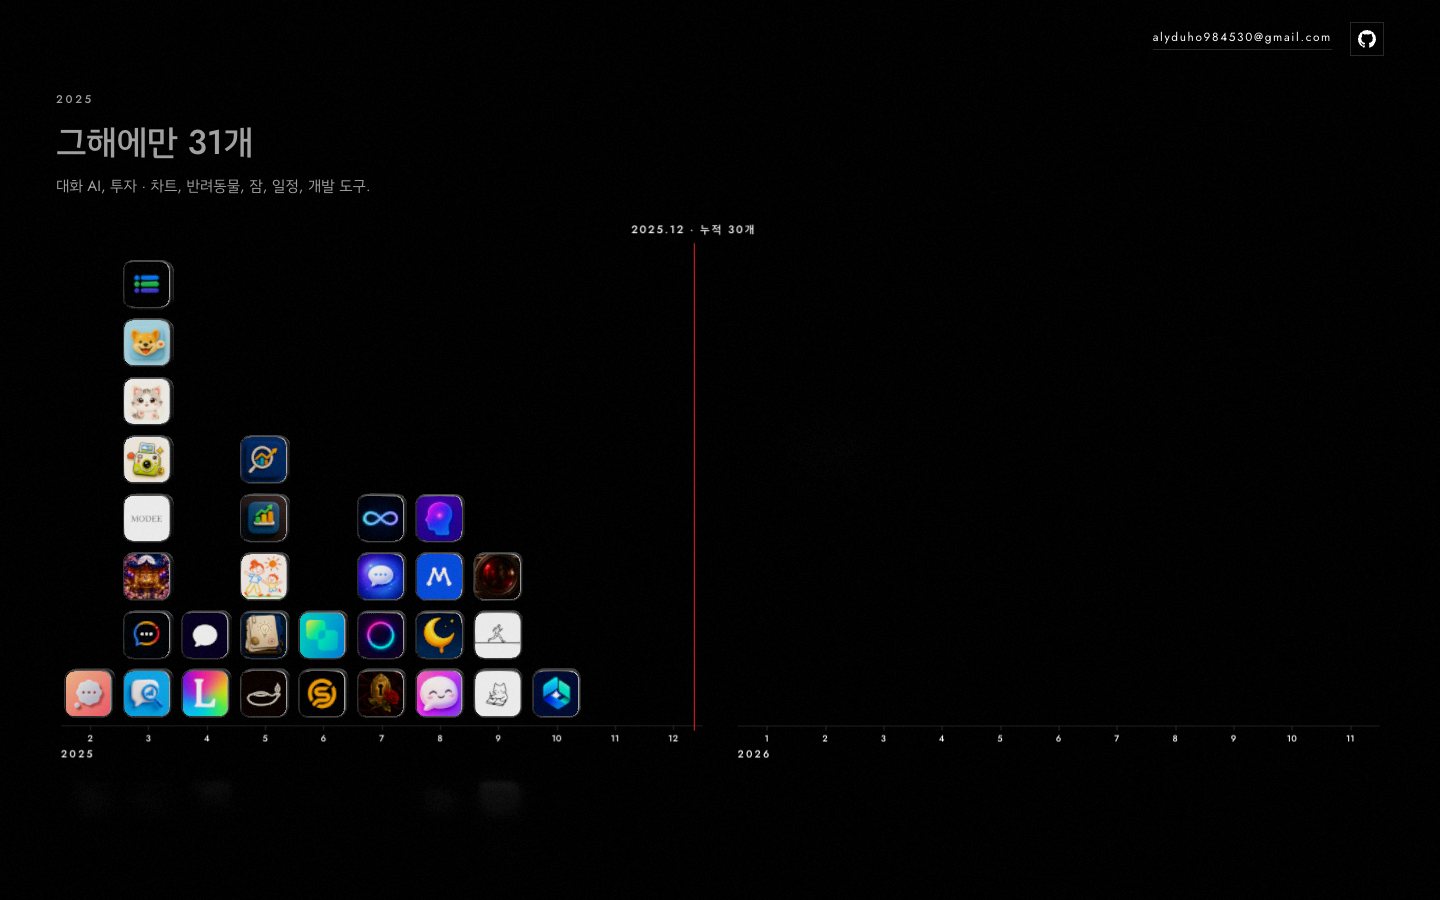 alyduho984530@gmail.com
2025
그해에만 31개
대화 AI, 투자 · 차트, 반려동물, 잠, 일정, 개발 도구.
2025.12 · 누적 30개
MODEE
M
L
S
2 3 4 5 6 7 8 9 10 11 12 1 2 3 4 5 6 7 8 9 10 11
2025 2026